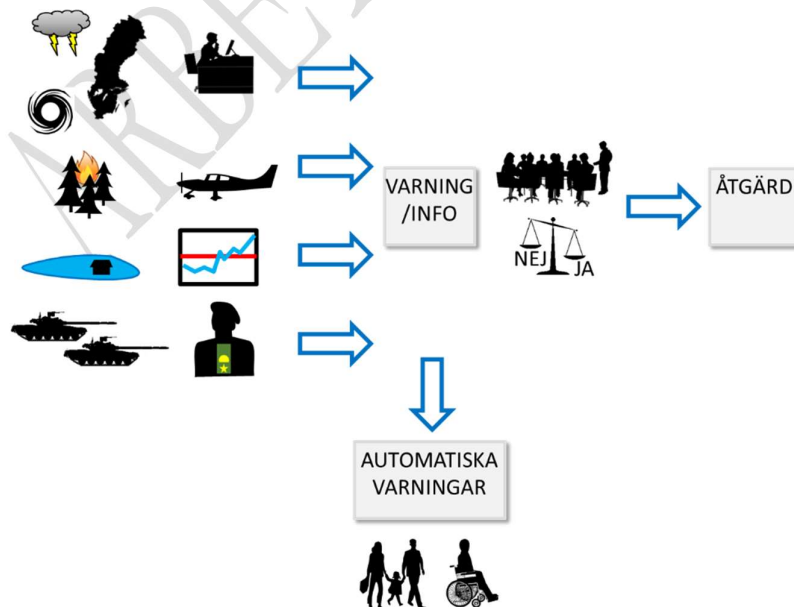 VARNING
/INFO
NEJ
JA
ÅTGÄRD
AUTOMATISKA
VARNINGAR